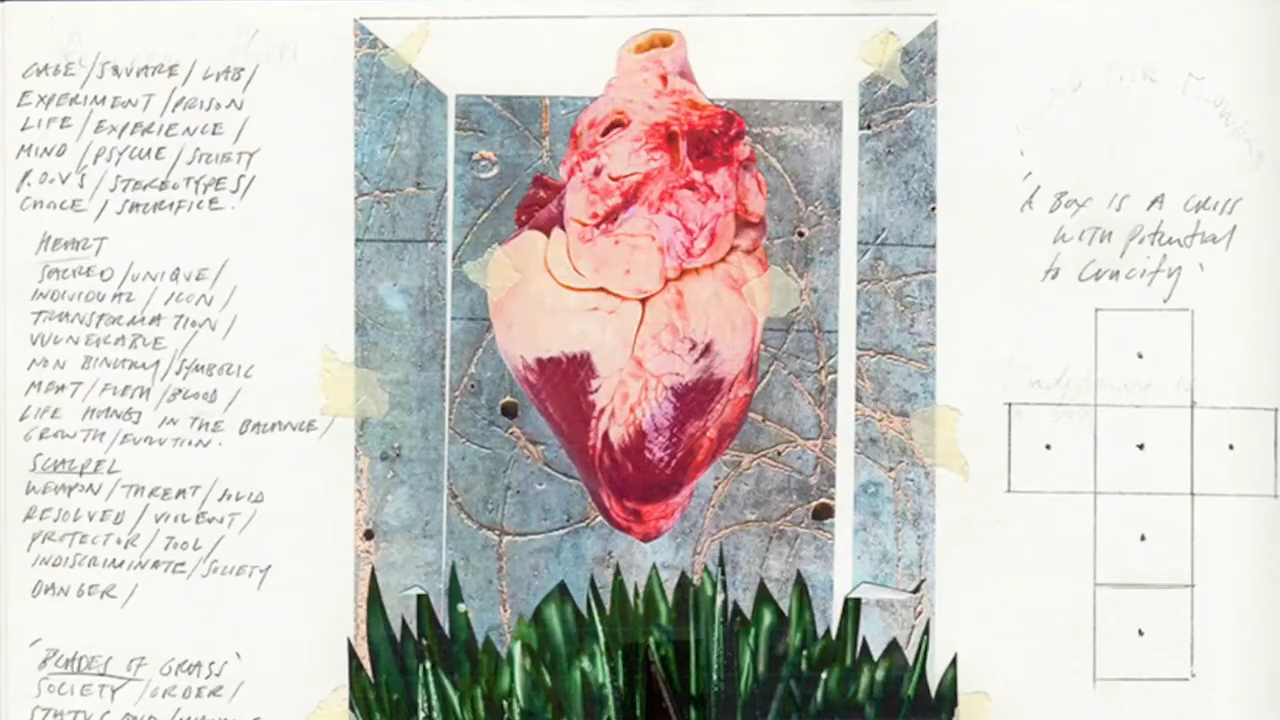 CAGE / SQUARE / LAB /
EXPERIMENT / PRISON
LIFE / EXPERIENCE /
MIND / PSYCHE / SOCIETY
P.O.V'S / STEREOTYPES /
CHOICE / SACRIFICE.
HEART
SACRED / UNIQUE /
INDIVIDUAL / ICON /
TRANSFORMATION /
VULNERABLE /
NON BINARY / SYMBOLIC
MEAT / FLESH / BLOOD /
LIFE HANGS IN THE BALANCE /
GROWTH / EVOLUTION.
SCALPEL
WEAPON / THREAT / SOLID
RESOLVED / VIOLENT /
PROTECTOR / TOOL /
INDISCRIMINATE / SOCIETY
DANGER /
'BLADES OF GRASS'
SOCIETY / ORDER /
STATUS
'A BOX IS A CROSS
WITH potential
to Crucify'